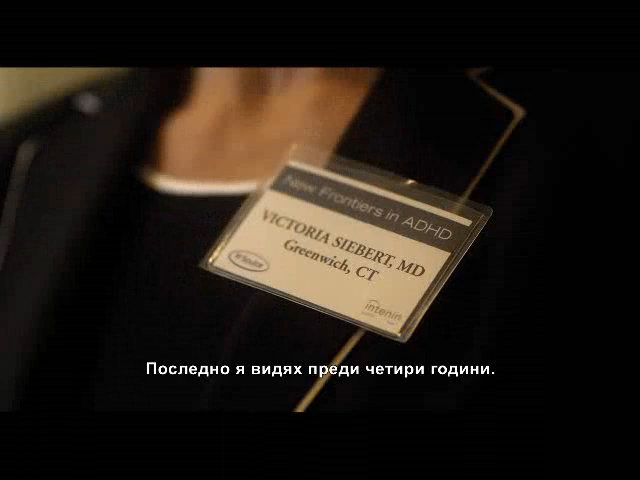 New Frontiers in ADHD
VICTORIA SIEBERT, MD
Greenwich, CT
intenin
Последно я видях преди четири години.